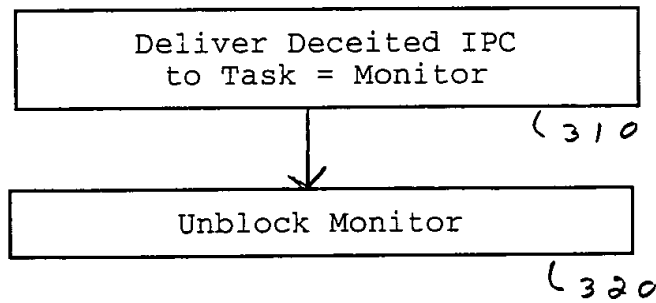 Deliver Deceited IPC
to Task = Monitor
310
Unblock Monitor
320